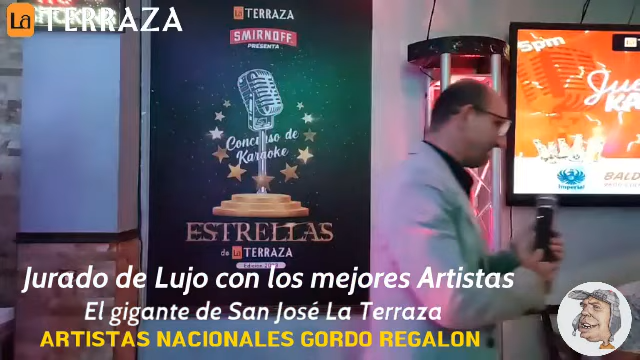 La TERRAZA
La TERRAZA
SMIRNOFF
PRESENTA
Concurso de
Karaoke
ESTRELLAS
de La TERRAZA
5pm
Imperial
Jurado de Lujo con los mejores Artistas
El gigante de San José La Terraza
ARTISTAS NACIONALES GORDO REGALON